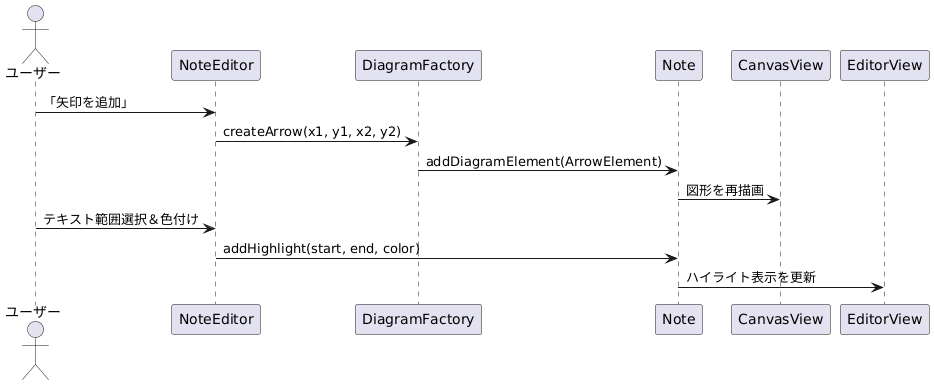 ユーザー
NoteEditor
DiagramFactory
Note
CanvasView
EditorView
「矢印を追加」
createArrow(x1, y1, x2, y2)
addDiagramElement(ArrowElement)
図形を再描画
テキスト範囲選択＆色付け
addHighlight(start, end, color)
ハイライト表示を更新
ユーザー
NoteEditor
DiagramFactory
Note
CanvasView
EditorView